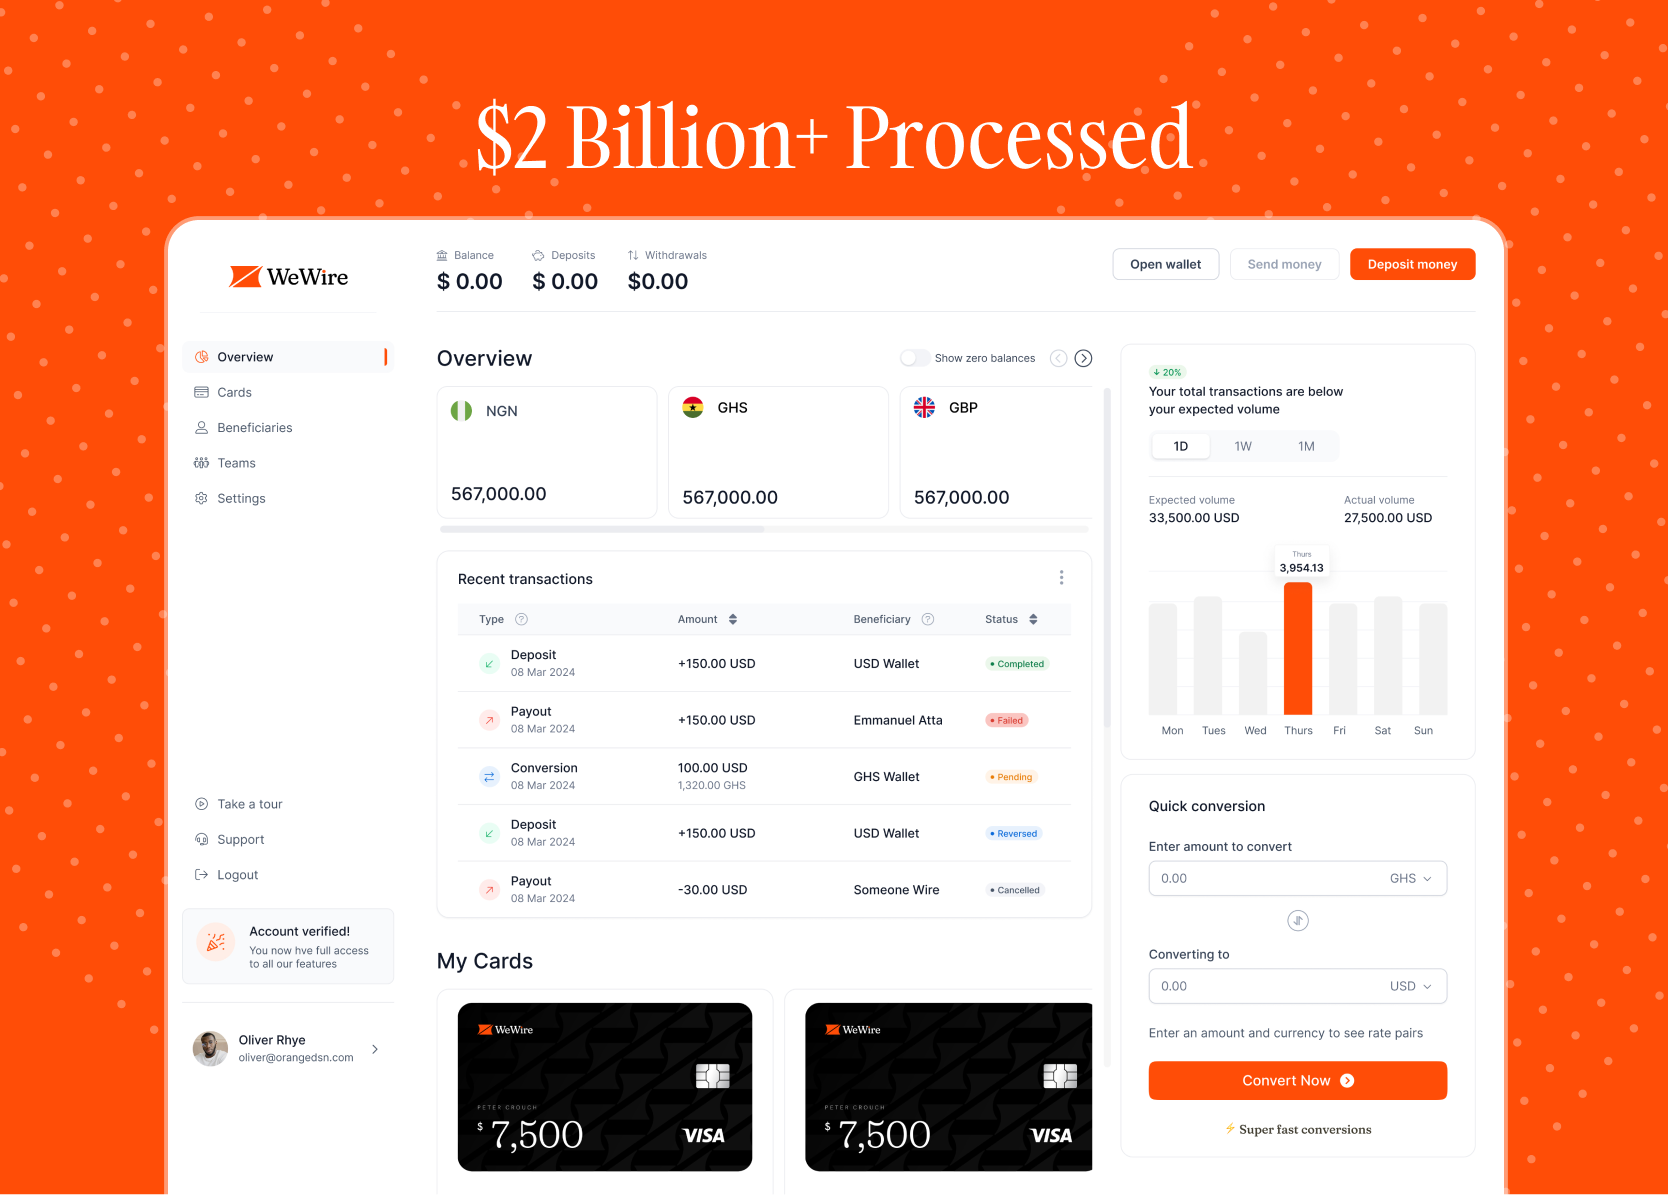 $2 Billion+ Processed
WeWire
Balance
$ 0.00
Deposits
$ 0.00
Withdrawals
$0.00
Open wallet
Send money
Deposit money
Overview
Cards
Beneficiaries
Teams
Settings
Take a tour
Support
Logout
Account verified!
You now hve full access
to all our features
Oliver Rhye
oliver@orangedsn.com
Overview
Show zero balances
NGN
567,000.00
GHS
567,000.00
GBP
567,000.00
Recent transactions
Type Amount Beneficiary Status
Deposit
08 Mar 2024
+150.00 USD
USD Wallet
Completed
Payout
08 Mar 2024
+150.00 USD
Emmanuel Atta
Failed
Conversion
08 Mar 2024
100.00 USD
1,320.00 GHS
GHS Wallet
Pending
Deposit
08 Mar 2024
+150.00 USD
USD Wallet
Reversed
Payout
08 Mar 2024
-30.00 USD
Someone Wire
Cancelled
My Cards
WeWire
PETER CROUCH
$ 7,500
VISA
WeWire
PETER CROUCH
$ 7,500
VISA
20%
Your total transactions are below
your expected volume
1D 1W 1M
Expected volume
33,500.00 USD
Actual volume
27,500.00 USD
Thurs
3,954.13
Mon Tues Wed Thurs Fri Sat Sun
Quick conversion
Enter amount to convert
0.00 GHS
Converting to
0.00 USD
Enter an amount and currency to see rate pairs
Convert Now
⚡ Super fast conversions